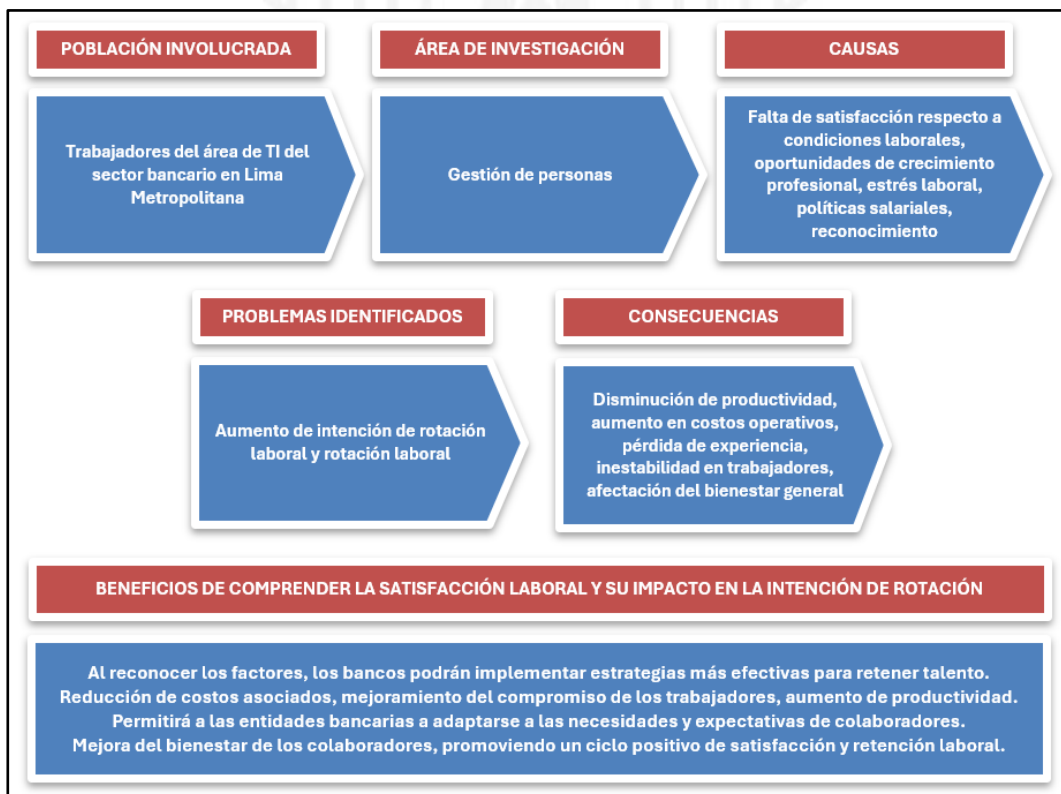 POBLACIÓN INVOLUCRADA
Trabajadores del área de TI del
sector bancario en Lima
Metropolitana
ÁREA DE INVESTIGACIÓN
Gestión de personas
CAUSAS
Falta de satisfacción respecto a
condiciones laborales,
oportunidades de crecimiento
profesional, estrés laboral,
políticas salariales,
reconocimiento
PROBLEMAS IDENTIFICADOS
Aumento de intención de rotación
laboral y rotación laboral
CONSECUENCIAS
Disminución de productividad,
aumento en costos operativos,
pérdida de experiencia,
inestabilidad en trabajadores,
afectación del bienestar general
BENEFICIOS DE COMPRENDER LA SATISFACCIÓN LABORAL Y SU IMPACTO EN LA INTENCIÓN DE ROTACIÓN
Al reconocer los factores, los bancos podrán implementar estrategias más efectivas para retener talento.
Reducción de costos asociados, mejoramiento del compromiso de los trabajadores, aumento de productividad.
Permitirá a las entidades bancarias a adaptarse a las necesidades y expectativas de colaboradores.
Mejora del bienestar de los colaboradores, promoviendo un ciclo positivo de satisfacción y retención laboral.